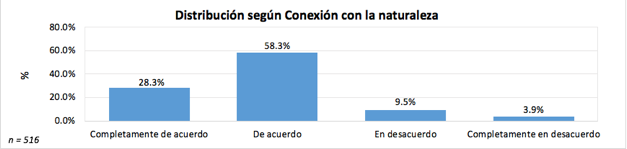 Distribución según Conexión con la naturaleza
80.0%
60.0%
40.0%
20.0%
0.0%
%
28.3%
58.3%
9.5%
3.9%
Completamente de acuerdo
De acuerdo
En desacuerdo
Completamente en desacuerdo
n = 516